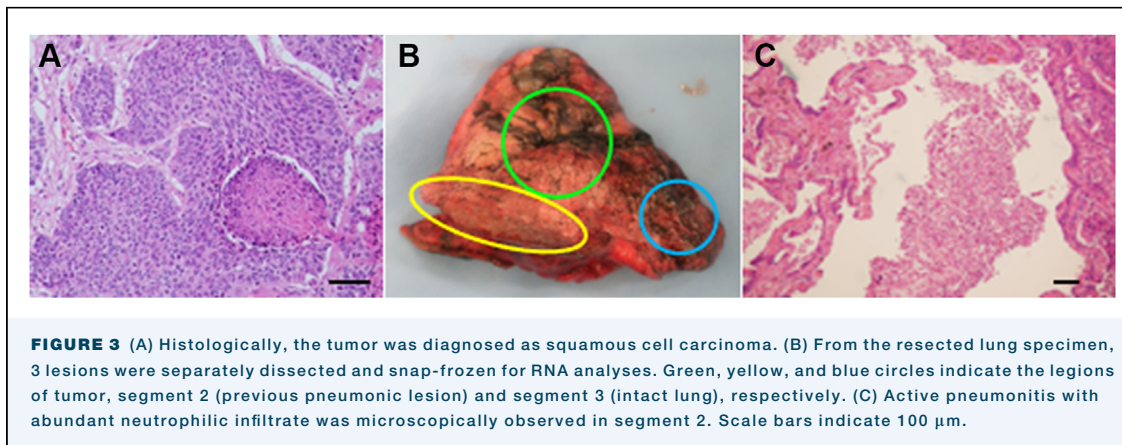 A B C
FIGURE 3 (A) Histologically, the tumor was diagnosed as squamous cell carcinoma. (B) From the resected lung specimen,
3 lesions were separately dissected and snap-frozen for RNA analyses. Green, yellow, and blue circles indicate the legions
of tumor, segment 2 (previous pneumonic lesion) and segment 3 (intact lung), respectively. (C) Active pneumonitis with
abundant neutrophilic infiltrate was microscopically observed in segment 2. Scale bars indicate 100 μm.